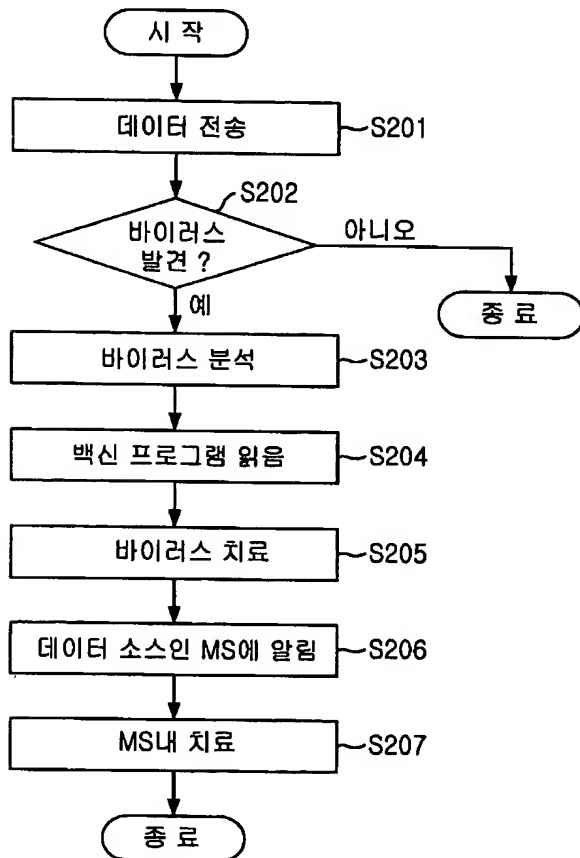 시 작
데이터 전송
S201
S202
바이러스
발견 ?
아니오
예
종 료
바이러스 분석
S203
백신 프로그램 읽음
S204
바이러스 치료
S205
데이터 소스인 MS에 알림
S206
MS내 치료
S207
종 료